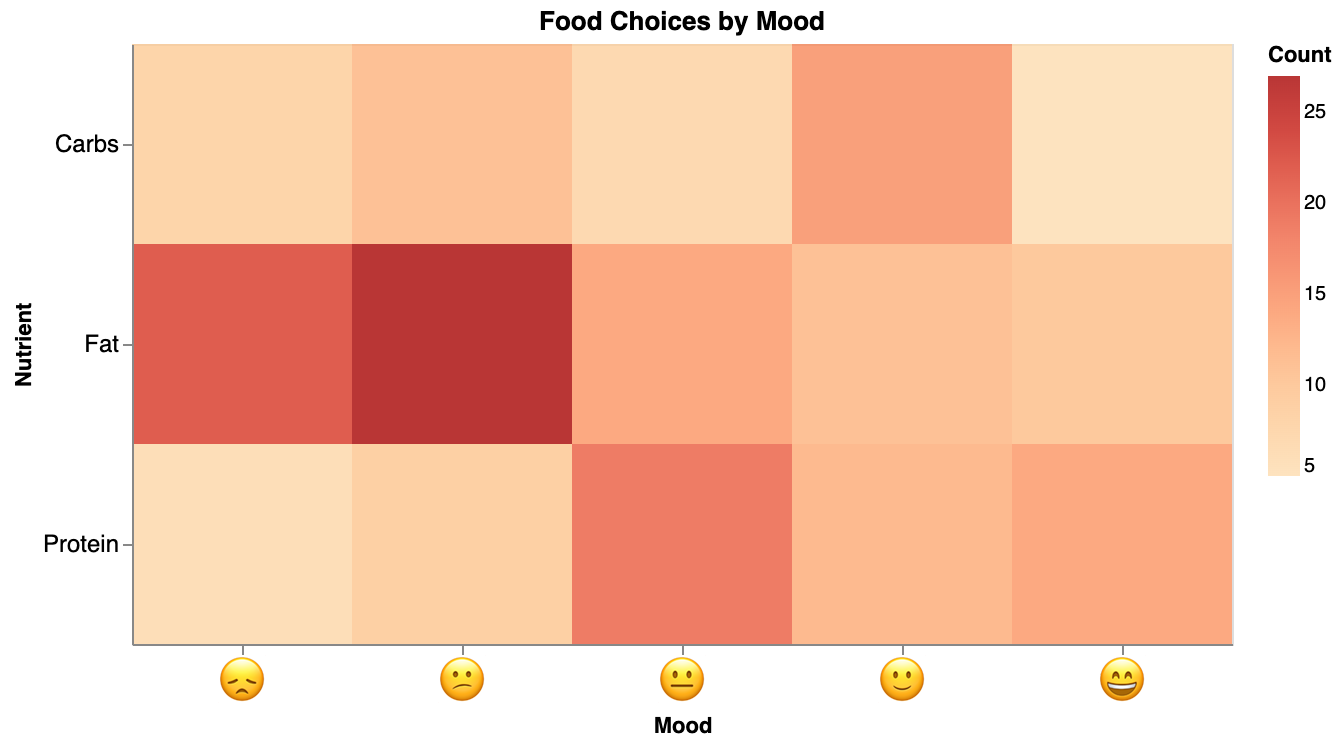 Food Choices by Mood
Count
25
20
15
10
5
Nutrient
Carbs
Fat
Protein
😞 😕 😐 🙂 😄
Mood